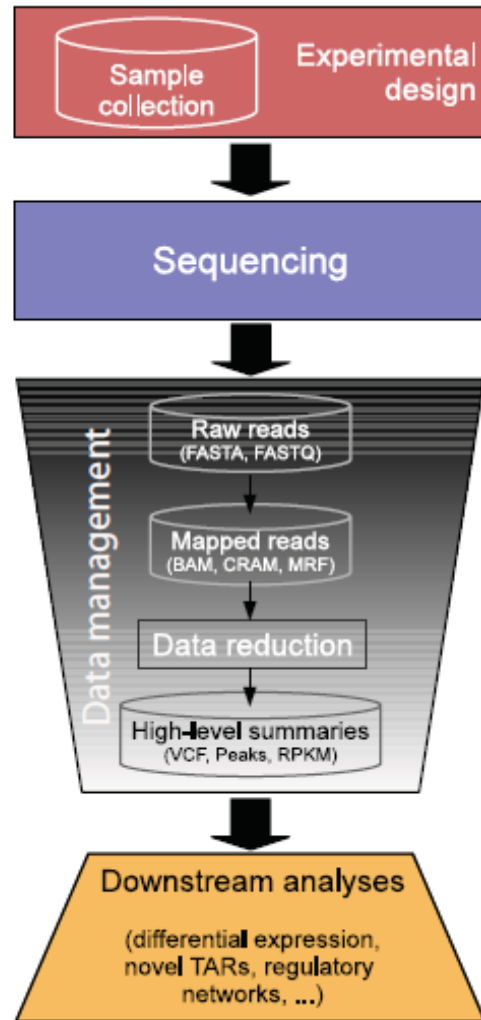 Sample
collection
Experimental
design
Sequencing
Data management
Raw reads
(FASTA, FASTQ)
Mapped reads
(BAM, CRAM, MRF)
Data reduction
High-level summaries
(VCF, Peaks, RPKM)
Downstream analyses
(differential expression,
novel TARs, regulatory
networks, ...)